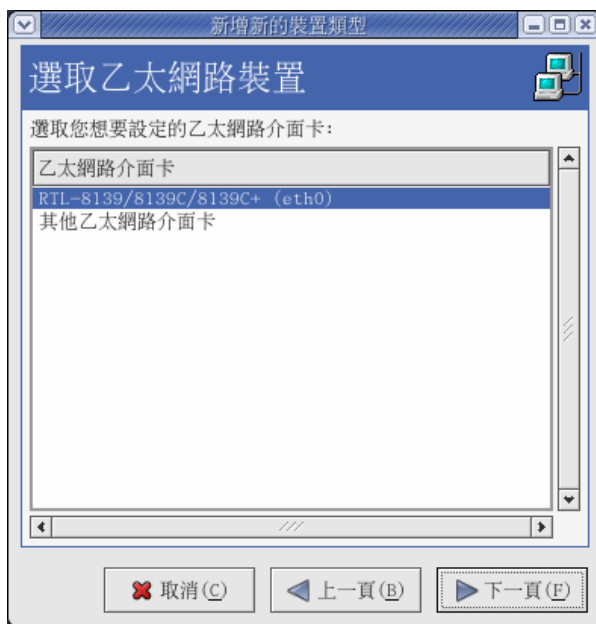 新增新的裝置類型
選取乙太網路裝置
選取您想要設定的乙太網路介面卡:
乙太網路介面卡
RTL-8139/8139C/8139C+ (eth0)
其他乙太網路介面卡
取消(C) 上一頁(B) 下一頁(F)